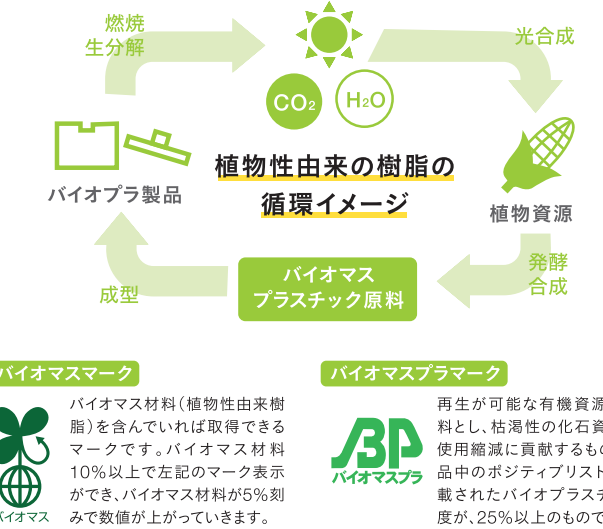 燃焼
生分解
光合成
CO2
H2O
植物性由来の樹脂の
循環イメージ
バイオプラ製品
植物資源
発酵
合成
成型
バイオマス
プラスチック原料
バイオマスマーク
バイオマス材料(植物性由来樹
脂)を含んでいれば取得できる
マークです。バイオマス材料
10%以上で左記のマーク表示
ができ、バイオマス材料が5%刻
みで数値が上がっていきます。
バイオマス
バイオマスプラマーク
BP
バイオマスプラ
再生が可能な有機資源
料とし、枯渇性の化石資
使用縮減に貢献するもの
品中のポジティブリスト
載されたバイオプラスチ
度が、25%以上のもので